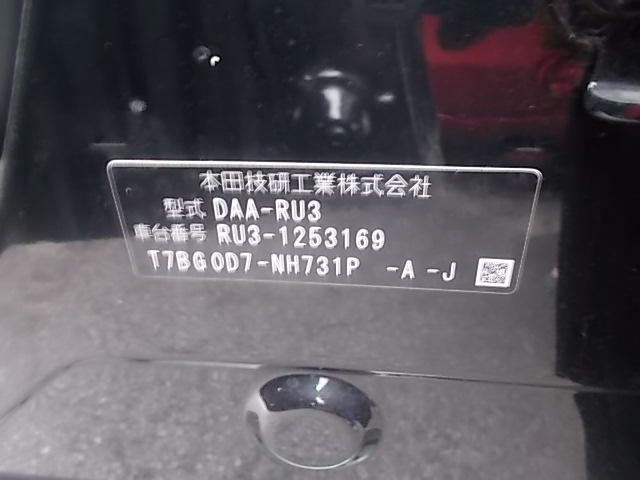 本田技研工業株式会社
型式 DAA-RU3
車台番号 RU3-1253169
T7BG0D7-NH731P -A -J